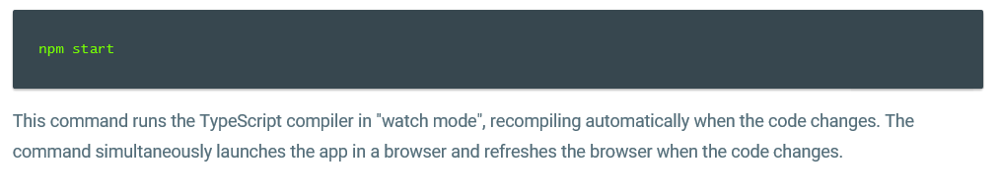 npm start
This command runs the TypeScript compiler in "watch mode", recompiling automatically when the code changes. The
command simultaneously launches the app in a browser and refreshes the browser when the code changes.